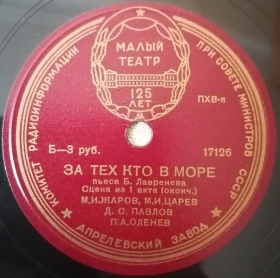 КОМИТЕТ РАДИОИНФОРМАЦИИ ПРИ СОВЕТЕ МИНИСТРОВ СССР
МАЛЫЙ
ТЕАТР
125
ЛЕТ
ПХВ-п
Б—3 руб.
17126
ЗА ТЕХ КТО В МОРЕ
пьеса Б. Лавренева
Сцена из 1 акта (оконч.)
М.И.ЖАРОВ, М.И.ЦАРЕВ
Д.С.ПАВЛОВ
П.А.ОЛЕНЕВ
АПРЕЛЕВСКИЙ ЗАВОД